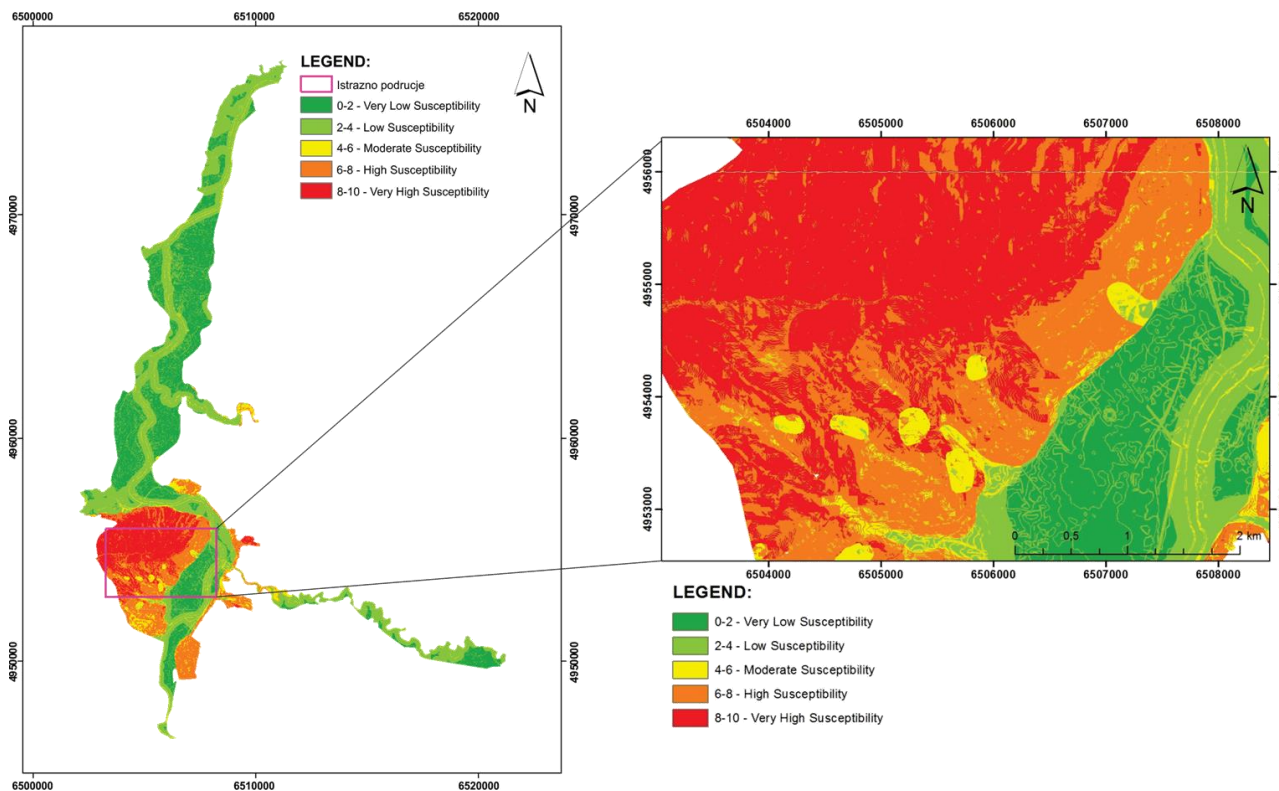 6500000 6510000 6520000
LEGEND:
Istrazno podrucje
0-2 - Very Low Susceptibility
2-4 - Low Susceptibility
4-6 - Moderate Susceptibility
6-8 - High Susceptibility
8-10 - Very High Susceptibility
N
4970000
4960000
4950000
4970000
4960000
4950000
6500000 6510000 6520000
6504000 6505000 6506000 6507000 6508000
4956000
4955000
4954000
4953000
N
0 0,5 1 2 km
6504000 6505000 6506000 6507000 6508000
LEGEND:
0-2 - Very Low Susceptibility
2-4 - Low Susceptibility
4-6 - Moderate Susceptibility
6-8 - High Susceptibility
8-10 - Very High Susceptibility